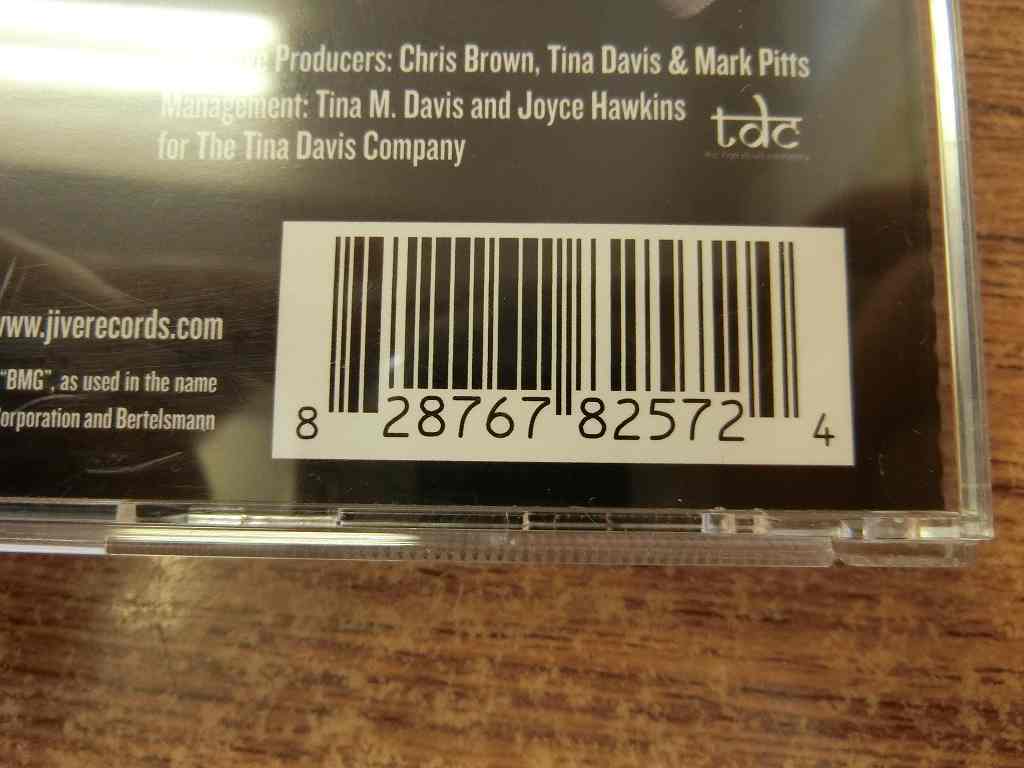 Producers: Chris Brown, Tina Davis & Mark Pitts
Management: Tina M. Davis and Joyce Hawkins
for The Tina Davis Company
tdc
www.jiverecords.com
"BMG", as used in the name
Corporation and Bertelsmann
8 28767 82572 4